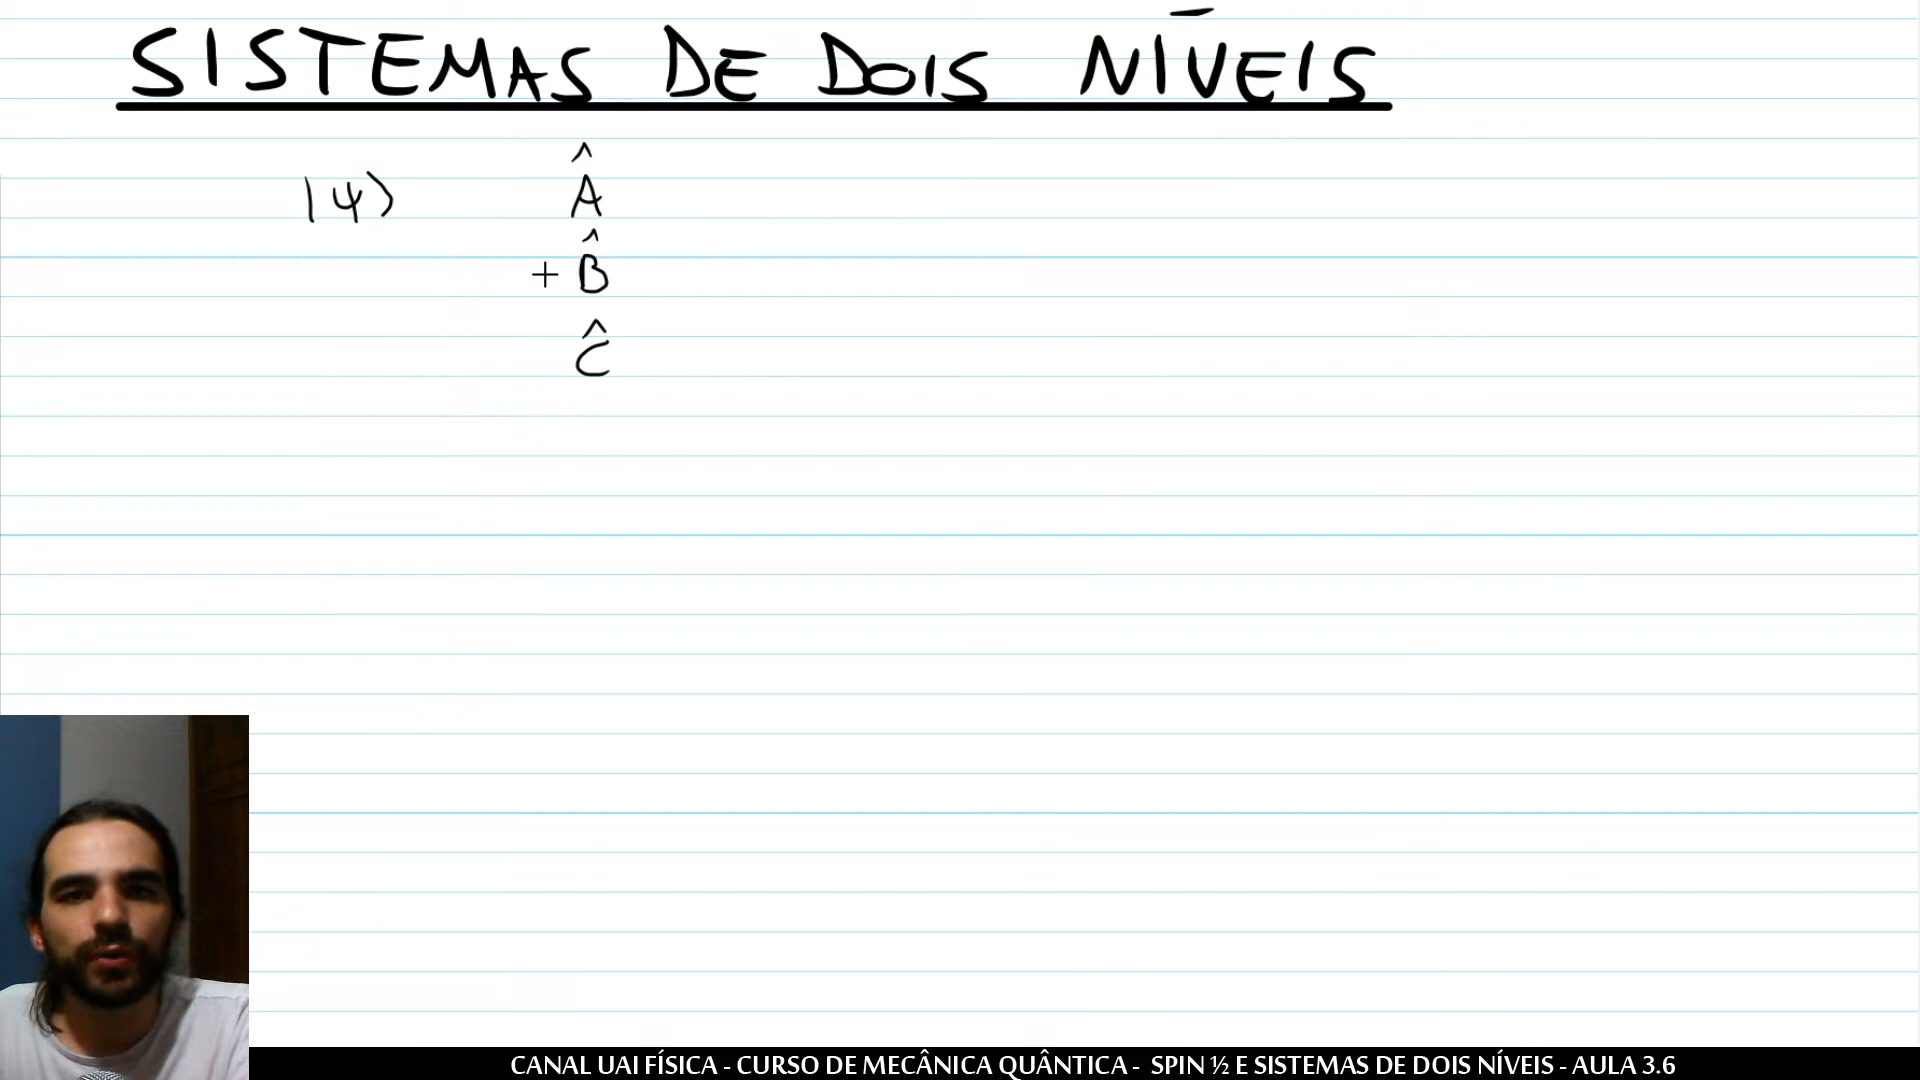 SISTEMAS DE DOIS NÍVEIS
|ψ⟩ Â
+ B̂
Ĉ
CANAL UAI FÍSICA - CURSO DE MECÂNICA QUÂNTICA - SPIN ½ E SISTEMAS DE DOIS NÍVEIS - AULA 3.6